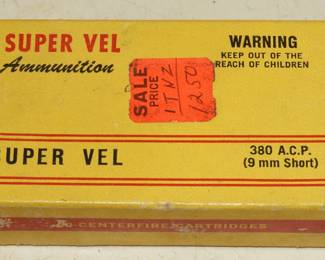 SUPER VEL
Ammunition
WARNING
KEEP OUT OF THE
REACH OF CHILDREN
SALE
PRICE
1TNZ
1250
SUPER VEL
380 A.C.P.
(9 mm Short)
CENTERFIRE CARTRIDGES